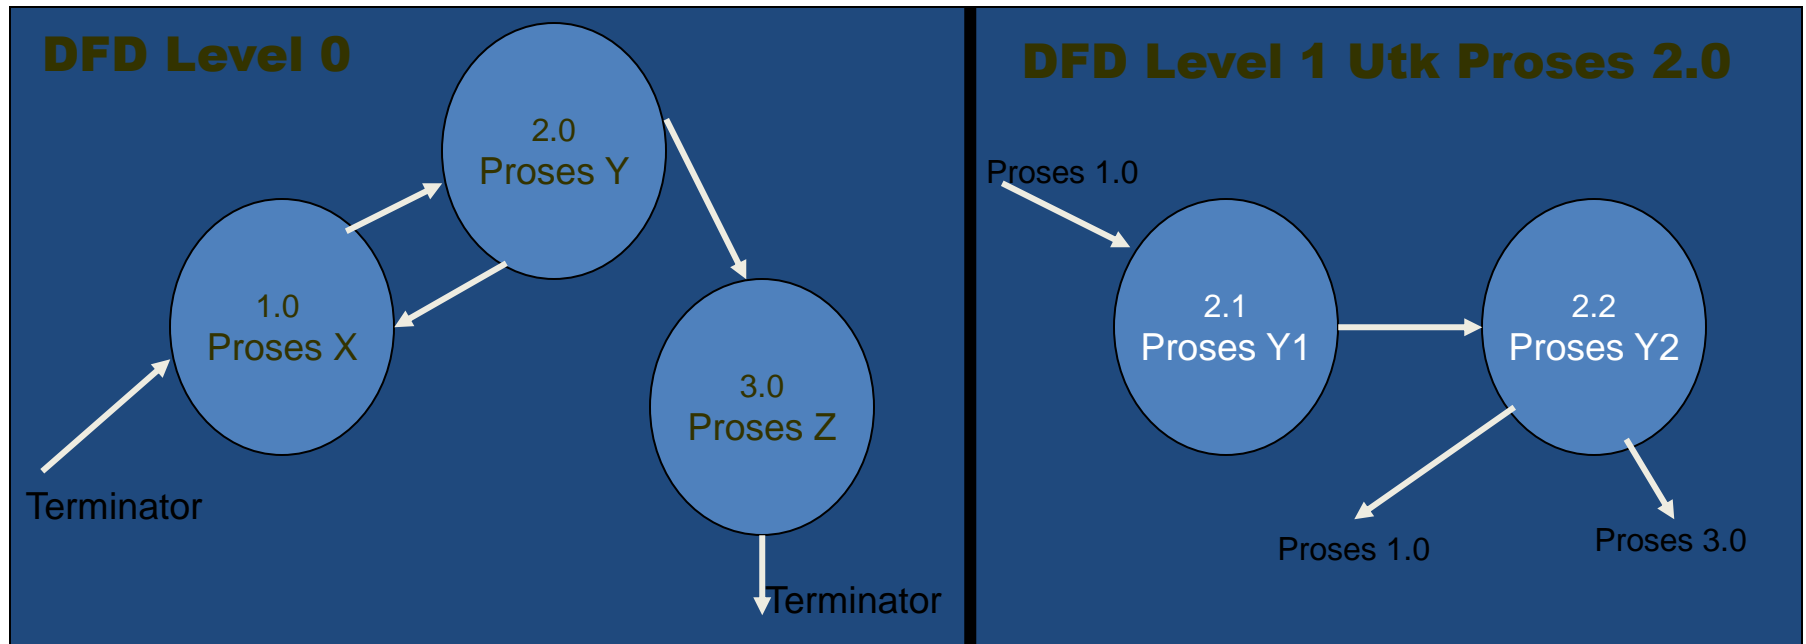 DFD Level 0
2.0
Proses Y
1.0
Proses X
3.0
Proses Z
Terminator
Terminator
DFD Level 1 Utk Proses 2.0
Proses 1.0
2.1
Proses Y1
2.2
Proses Y2
Proses 1.0
Proses 3.0